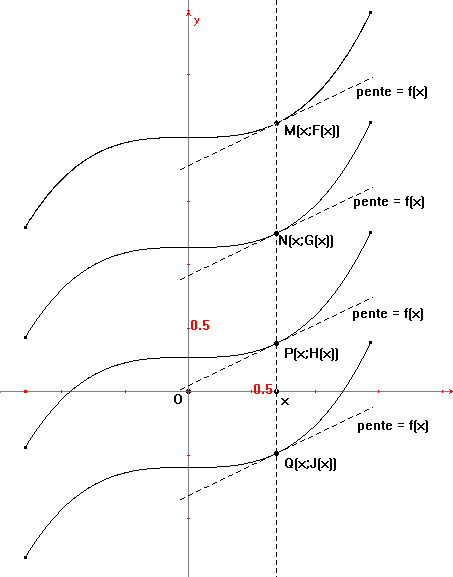 y
pente = f(x)
M(x;F(x))
pente = f(x)
N(x;G(x))
0.5
pente = f(x)
P(x;H(x))
O
0.5
x
pente = f(x)
Q(x;J(x))